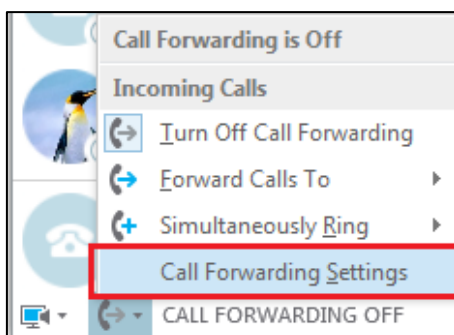 Call Forwarding is Off
Incoming Calls
Turn Off Call Forwarding
Forward Calls To
Simultaneously Ring
Call Forwarding Settings
CALL FORWARDING OFF